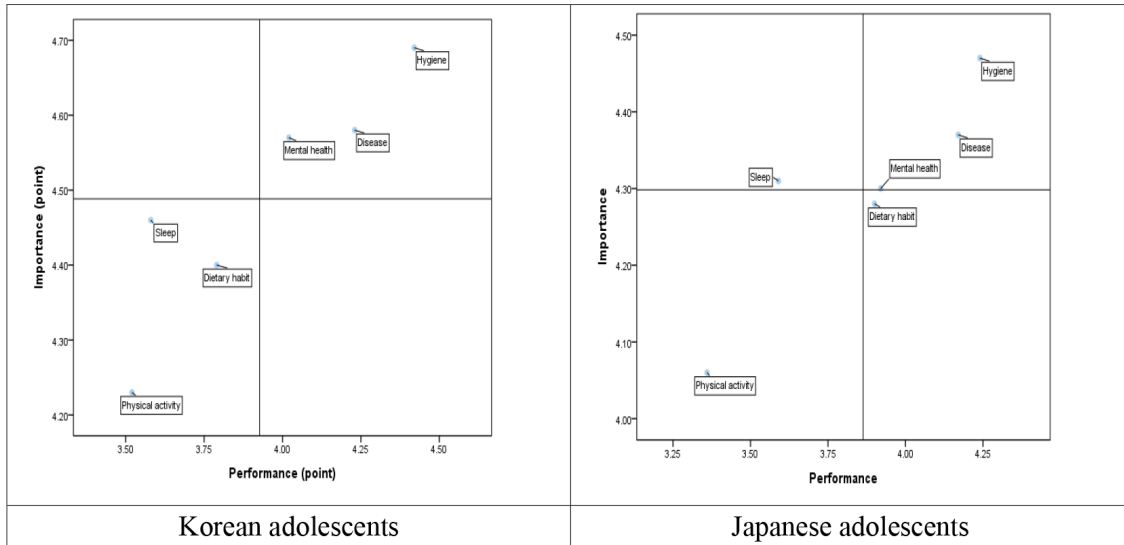 4.70
4.60
4.50
4.40
4.30
4.20
Importance (point)
Hygiene
Disease
Mental health
Sleep
Dietary habit
Physical activity
3.50 3.75 4.00 4.25 4.50
Performance (point)
Korean adolescents
4.50
4.40
4.30
4.20
4.10
4.00
Importance
Hygiene
Disease
Mental health
Sleep
Dietary habit
Physical activity
3.25 3.50 3.75 4.00 4.25
Performance
Japanese adolescents